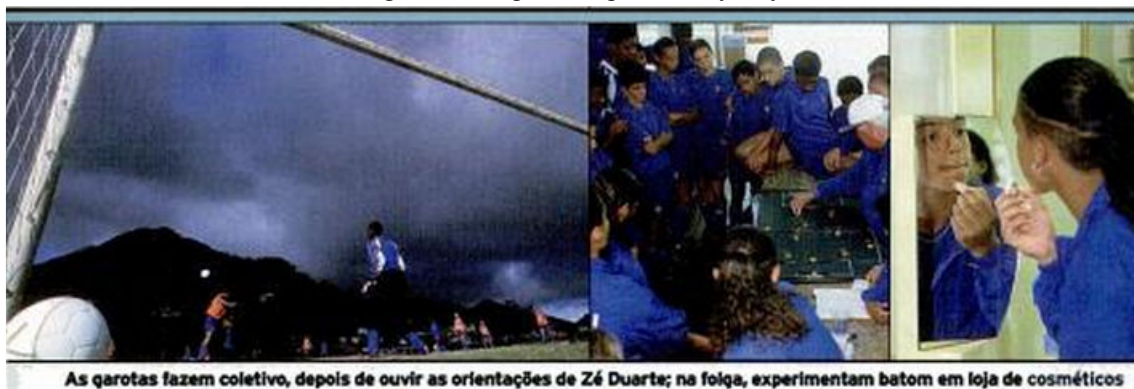 As garotas fazem coletivo, depois de ouvir as orientações de Zé Duarte; na folga, experimentam batom em loja de cosméticos